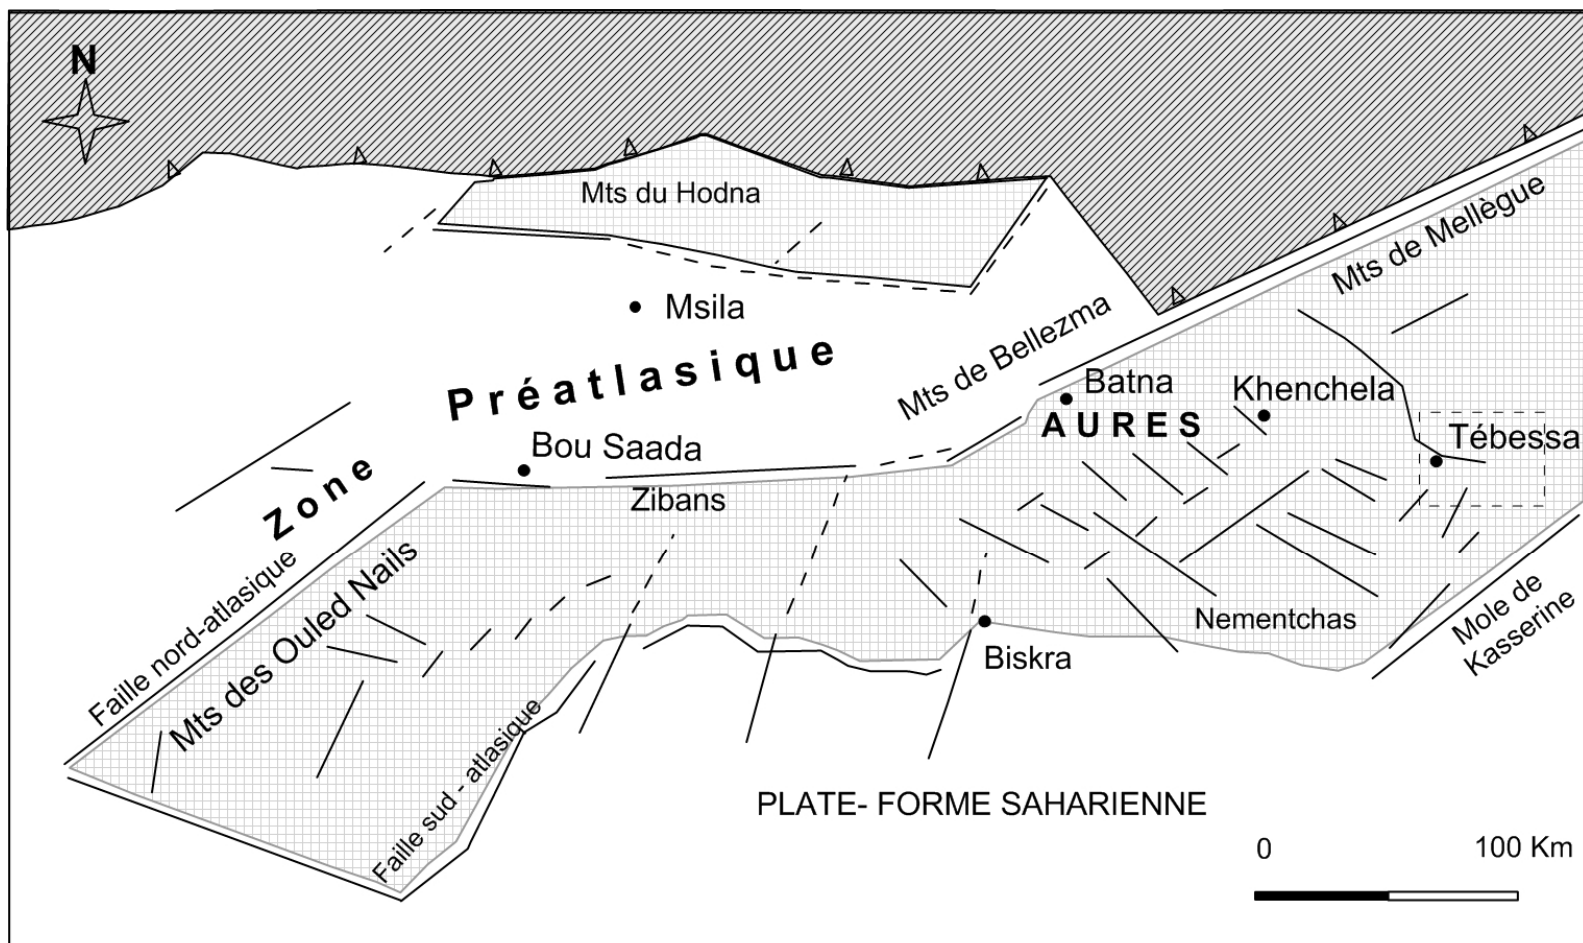 N
Mts du Hodna
Mts de Mellègue
Msila
Préatlasique
Mts de Bellezma
Batna
Khenchela
AURES
Tébessa
Bou Saada
Zone
Zibans
Faille nord-atlasique
Mts des Ouled Nails
Nementchas
Mole de
Kasserine
Biskra
Faille sud - atlasique
PLATE- FORME SAHARIENNE
0 100 Km